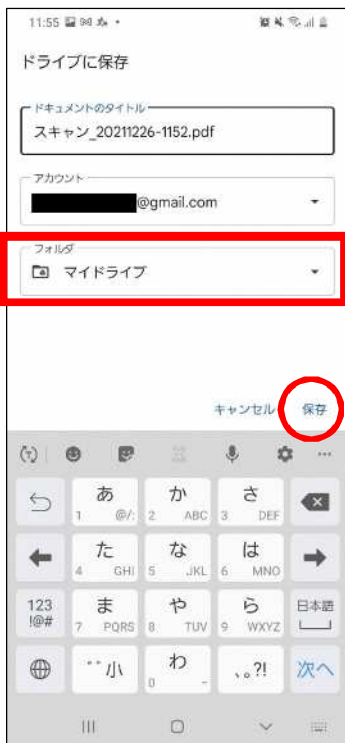 11:55
ドライブに保存
ドキュメントのタイトル
スキャン_20211226-1152.pdf
アカウント
@gmail.com
フォルダ
マイドライブ
キャンセル 保存
あ か さ
1 @/: 2 ABC 3 DEF
た な は
4 GHI 5 JKL 6 MNO
123 ま や ら 日本語
!@# 7 PQRS 8 TUV 9 WXYZ
゛゜小 わ 、。?! 次へ
0 -